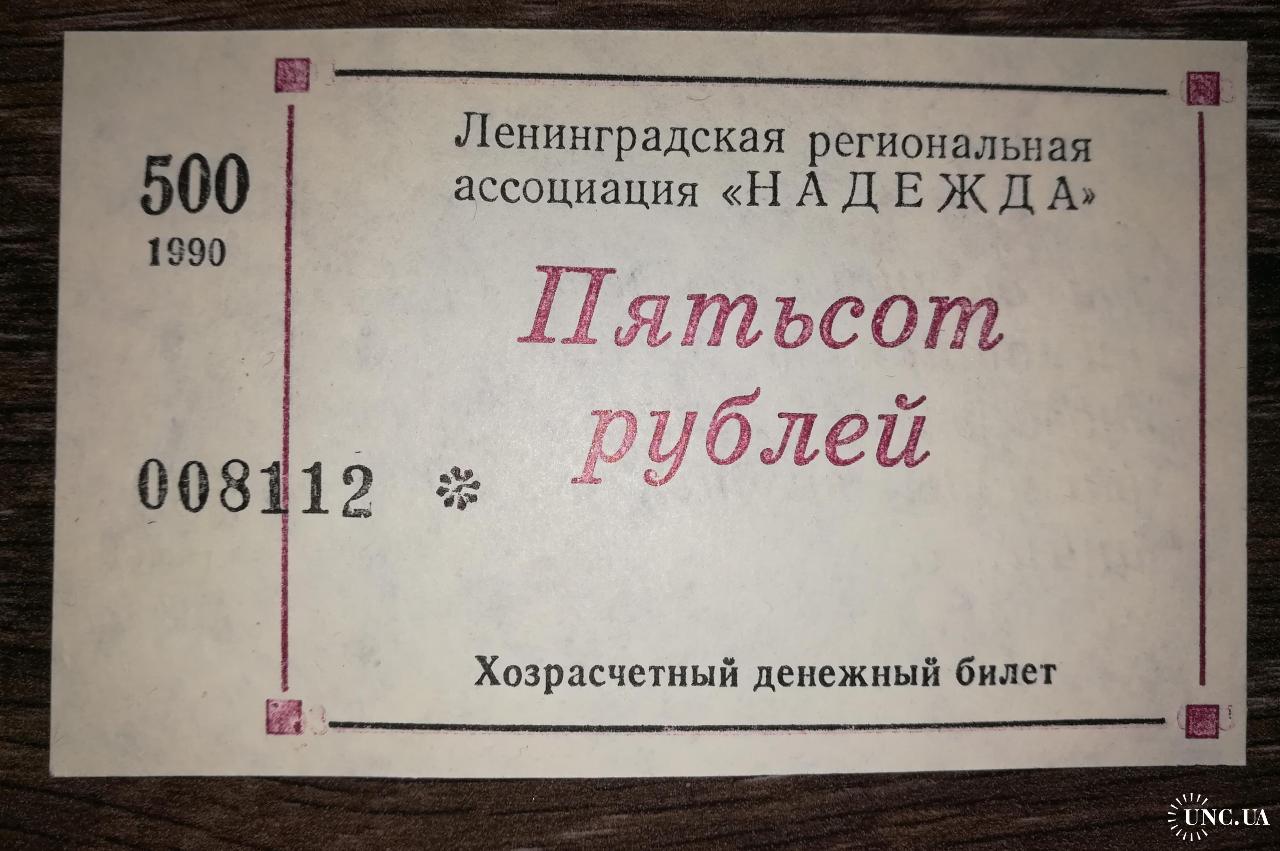 500
1990
Ленинградская региональная
ассоциация «НАДЕЖДА»
Пятьсот
рублей
008112 *
Хозрасчетный денежный билет
UNC.UA